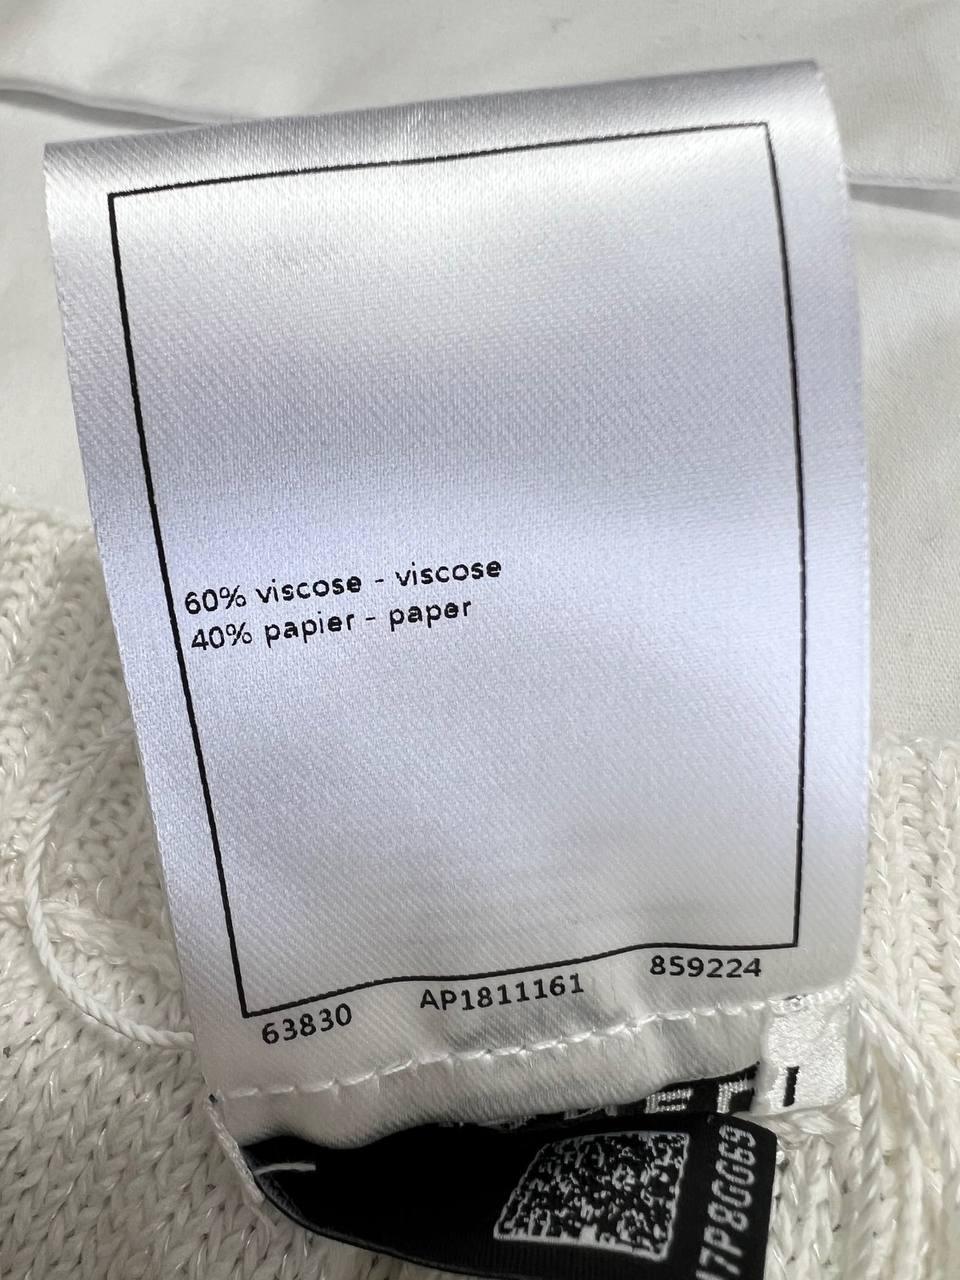 60% viscose - viscose
40% papier - paper
63830 AP1811161 859224
I